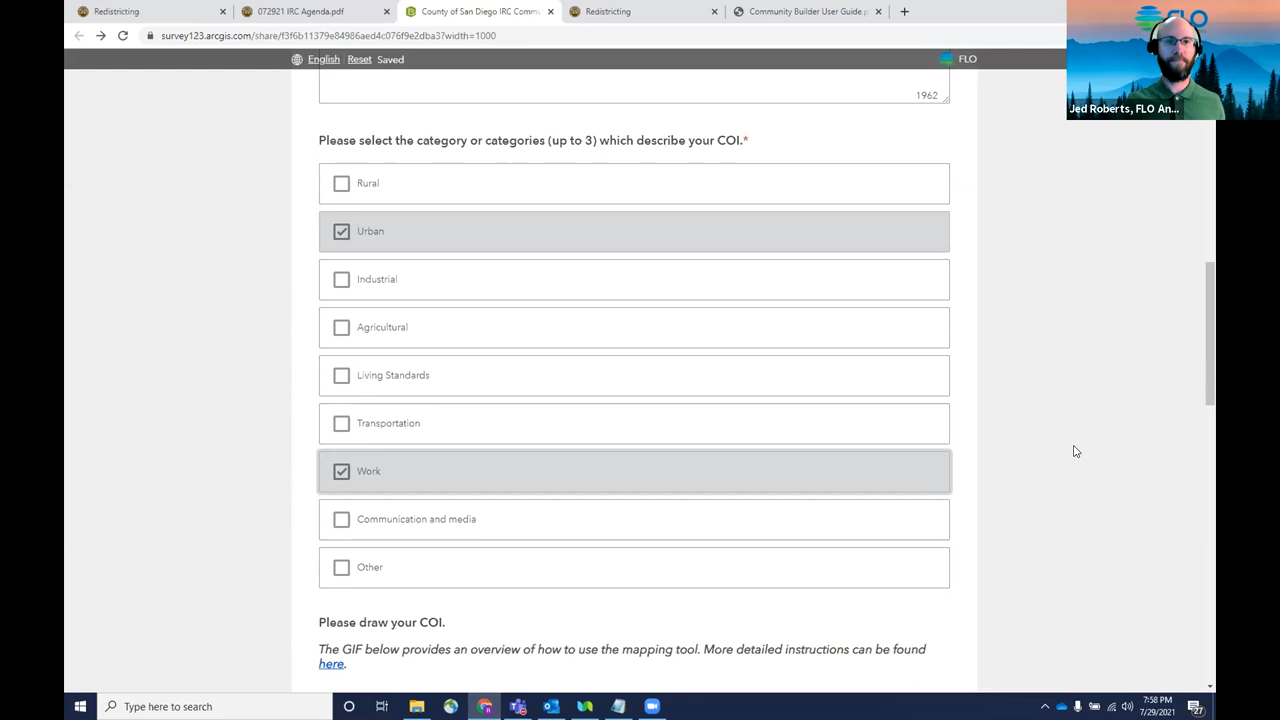 Redistricting
072921 IRC Agenda.pdf
County of San Diego IRC Commu
Redistricting
Community Builder User Guide.p
survey123.arcgis.com/share/f3f6b11379e84986aed4c076f9e2dba3?width=1000
English Reset Saved
FLO
FLO
Jed Roberts, FLO An...
1962
Please select the category or categories (up to 3) which describe your COI.*
Rural
Urban
Industrial
Agricultural
Living Standards
Transportation
Work
Communication and media
Other
Please draw your COI.
The GIF below provides an overview of how to use the mapping tool. More detailed instructions can be found
here.
Type here to search
7:58 PM
7/29/2021
27